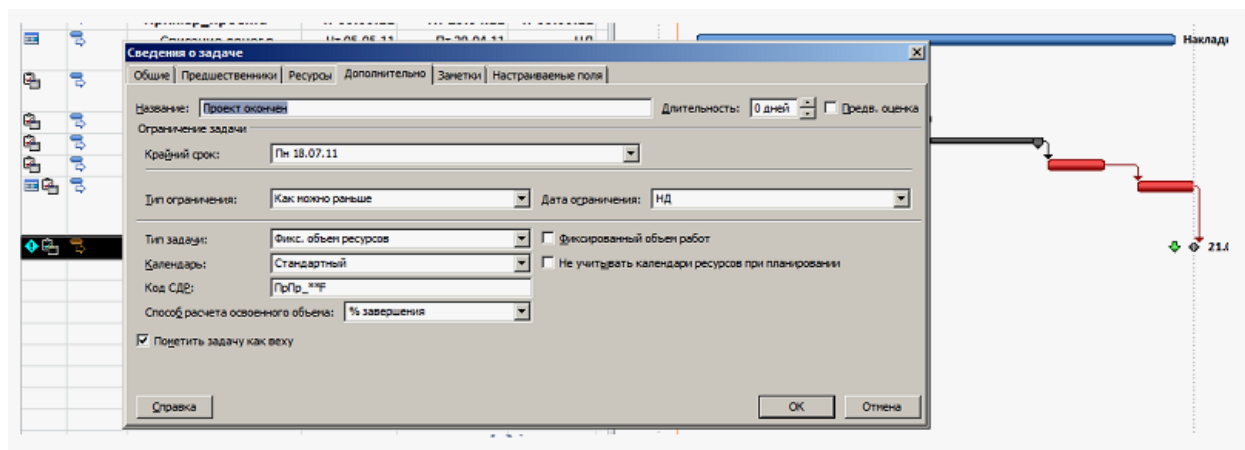 Сведения о задаче
Общие Предшественники Ресурсы Дополнительно Заметки Настраиваемые поля
Название: Проект окончен Длительность: 0 дней Предв. оценка
Ограничение задачи
Крайний срок: Пн 18.07.11
Тип ограничения: Как можно раньше Дата ограничения: НД
Тип задачи: Фикс. объем ресурсов Фиксированный объем работ
Календарь: Стандартный Не учитывать календари ресурсов при планировании
Код СДР: ПрПр_**F
Способ расчета освоенного объема: % завершения
Пометить задачу как веху
Справка ОК Отмена
Наклад
21.0